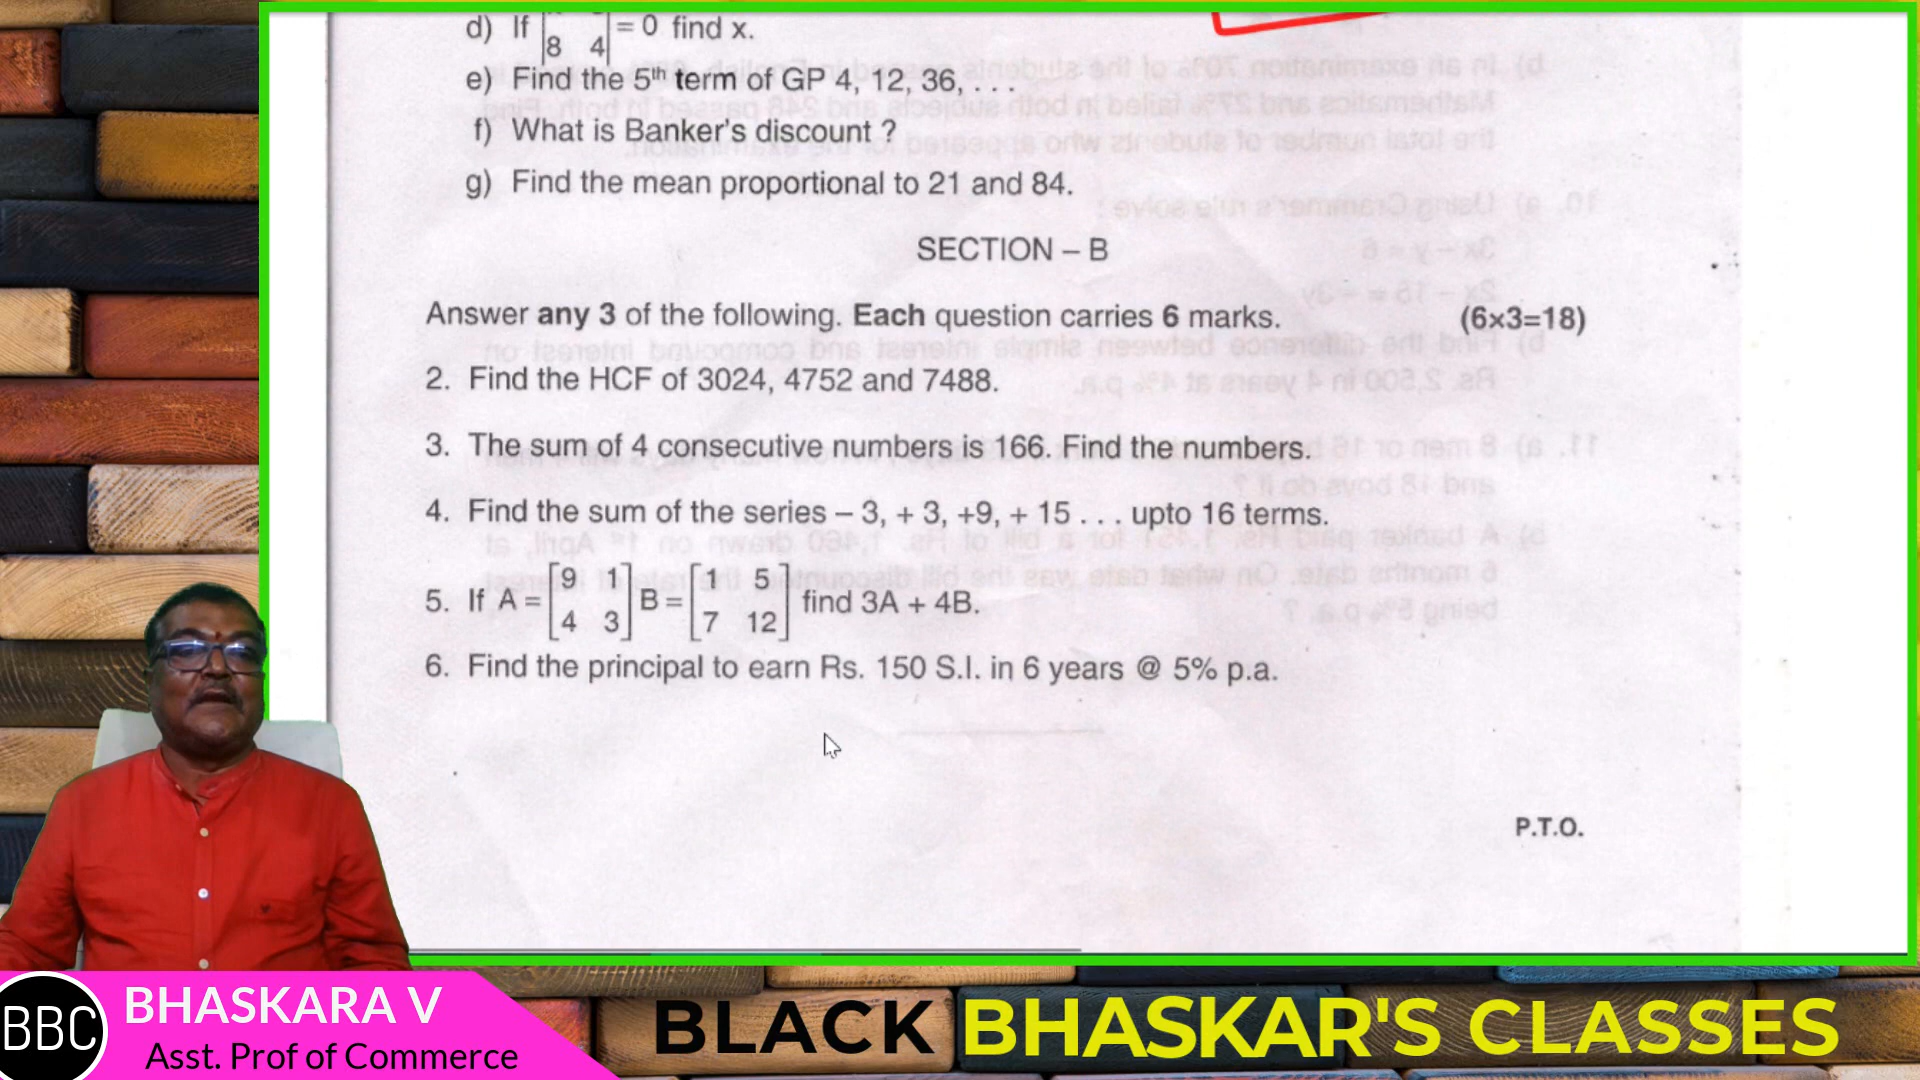 d) If |8 4| = 0 find x.
e) Find the 5th term of GP 4, 12, 36, . . .
f) What is Banker's discount ?
g) Find the mean proportional to 21 and 84.
SECTION – B
Answer any 3 of the following. Each question carries 6 marks. (6×3=18)
2. Find the HCF of 3024, 4752 and 7488.
3. The sum of 4 consecutive numbers is 166. Find the numbers.
4. Find the sum of the series – 3, + 3, +9, + 15 . . . upto 16 terms.
5. If A = [9 1 4 3] B = [1 5 7 12] find 3A + 4B.
6. Find the principal to earn Rs. 150 S.I. in 6 years @ 5% p.a.
P.T.O.
BBC
BHASKARA V
Asst. Prof of Commerce
BLACK BHASKAR'S CLASSES